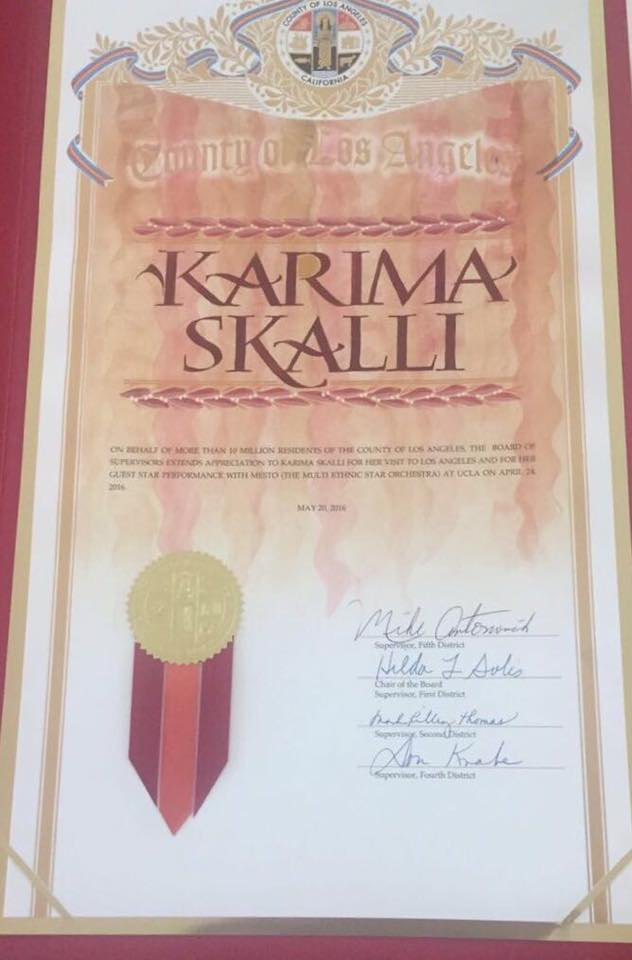 COUNTY OF LOS ANGELES
CALIFORNIA
County of Los Angeles
KARIMA
SKALLI
ON BEHALF OF MORE THAN 10 MILLION RESIDENTS OF THE COUNTY OF LOS ANGELES, THE BOARD OF
SUPERVISORS EXTENDS APPRECIATION TO KARIMA SKALLI FOR HER VISIT TO LOS ANGELES AND FOR HER
GUEST STAR PERFORMANCE WITH MESTO (THE MULTI ETHNIC STAR ORCHESTRA) AT UCLA ON APRIL 24,
2016.
MAY 20, 2016
Mike Antonovich
Supervisor, Fifth District
Hilda L Solis
Chair of the Board
Supervisor, First District
Mark Ridley Thomas
Supervisor, Second District
Don Knabe
Supervisor, Fourth District